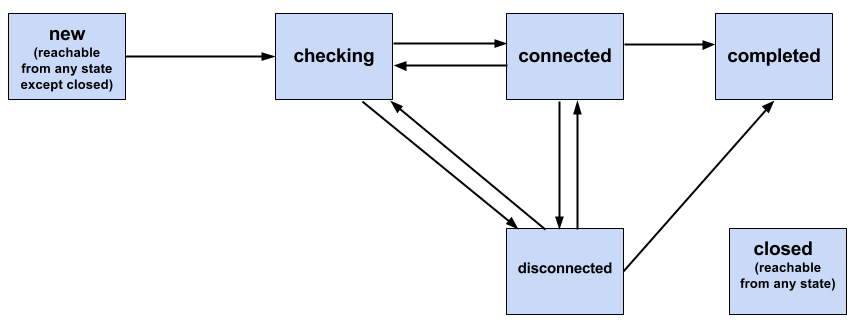 new
(reachable
from any state
except closed)
checking
connected
completed
disconnected
closed
(reachable
from any state)